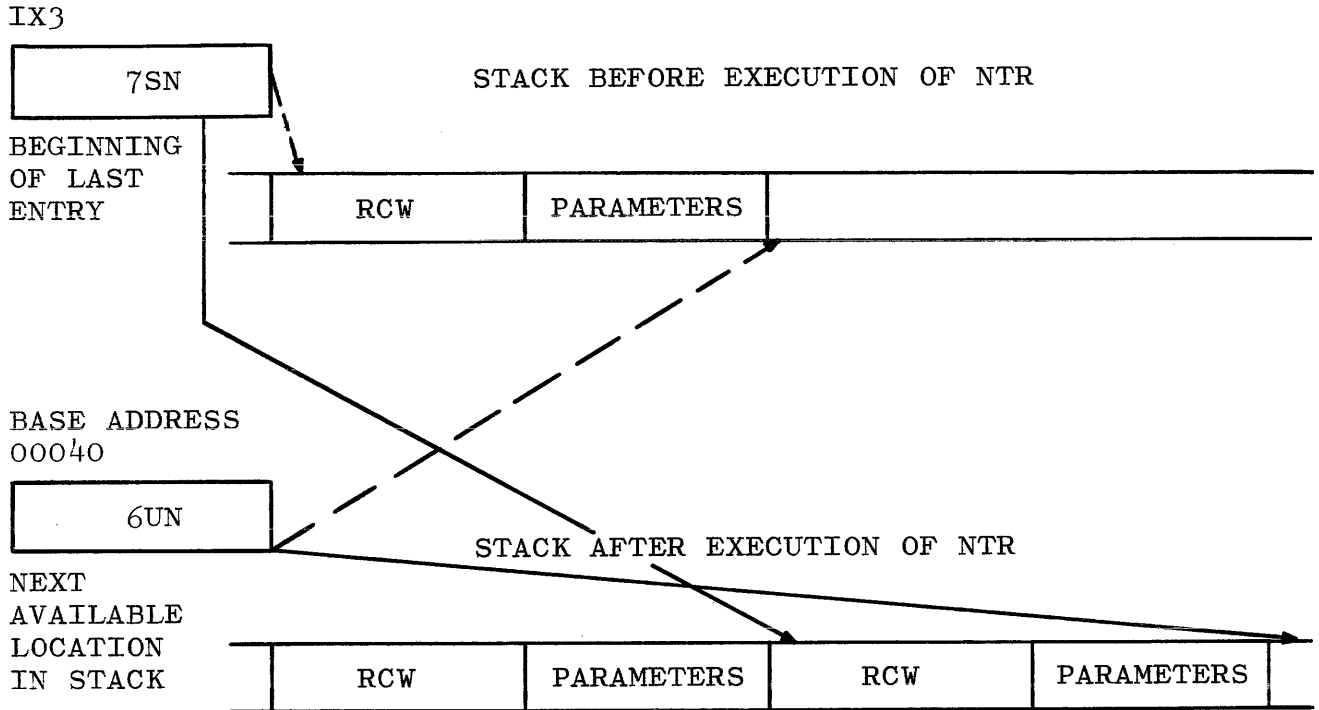 IX3
7SN
STACK BEFORE EXECUTION OF NTR
BEGINNING
OF LAST
ENTRY
RCW PARAMETERS
BASE ADDRESS
00040
6UN
STACK AFTER EXECUTION OF NTR
NEXT
AVAILABLE
LOCATION
IN STACK
RCW PARAMETERS RCW PARAMETERS